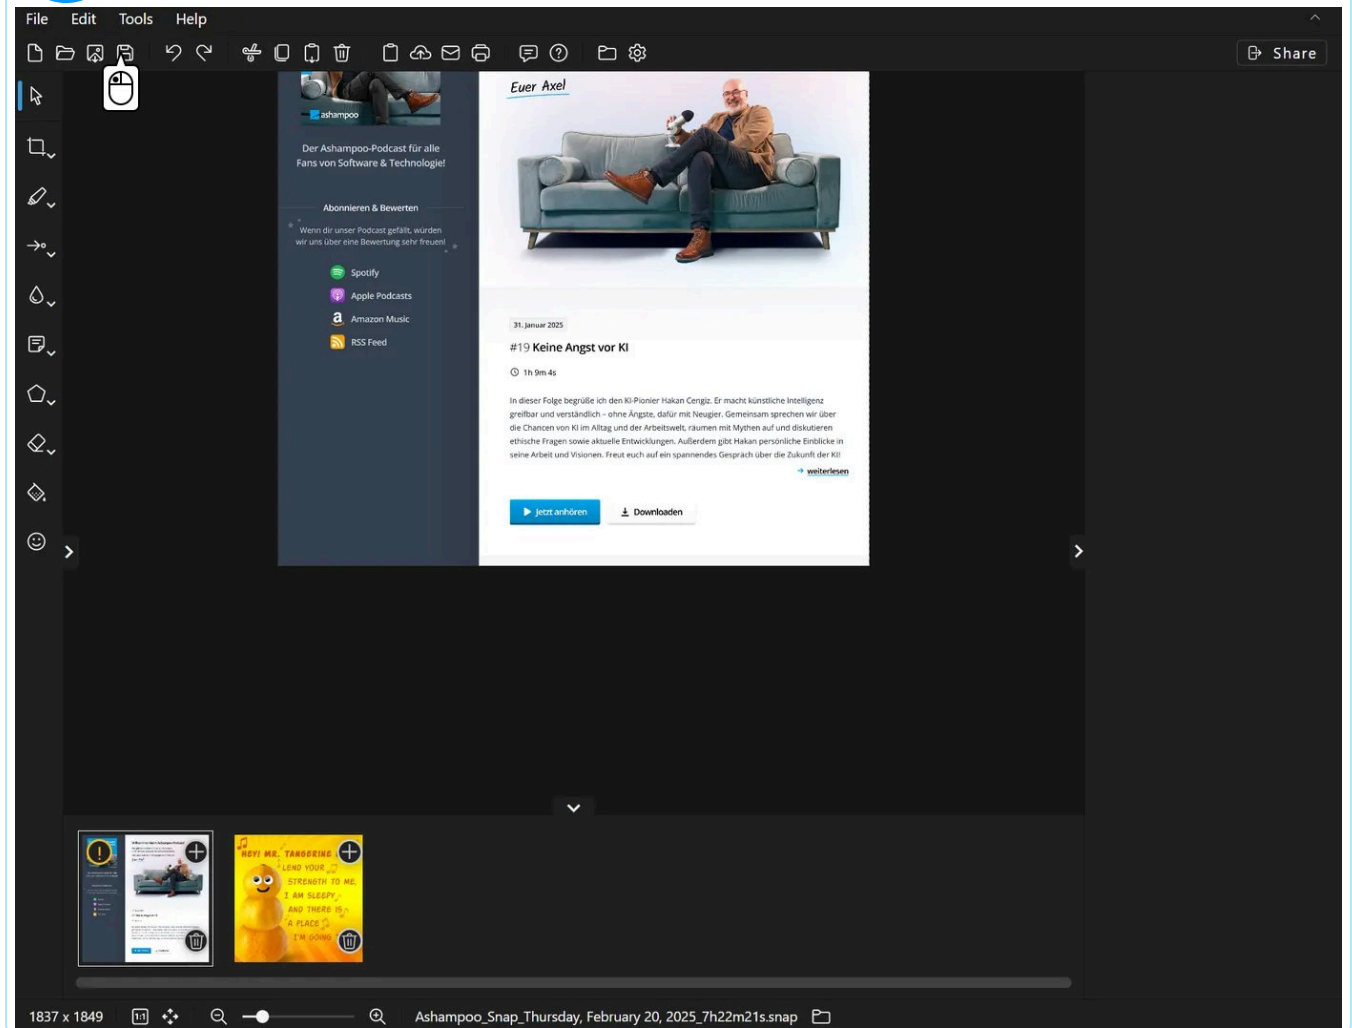 File Edit Tools Help
Share
Euer Axel
ashampoo
Der Ashampoo-Podcast für alle
Fans von Software & Technologie!
Abonnieren & Bewerten
Wenn dir unser Podcast gefällt, würden
wir uns über eine Bewertung sehr freuen!
Spotify
Apple Podcasts
Amazon Music
RSS Feed
31. Januar 2025
#19 Keine Angst vor KI
1h 9m 4s
In dieser Folge begrüße ich den KI-Pionier Hakan Cengiz. Er macht künstliche Intelligenz
greifbar und verständlich – ohne Ängste, dafür mit Neugier. Gemeinsam sprechen wir über
die Chancen von KI im Alltag und der Arbeitswelt, räumen mit Mythen auf und diskutieren
ethische Fragen sowie aktuelle Entwicklungen. Außerdem gibt Hakan persönliche Einblicke in
seine Arbeit und Visionen. Freut euch auf ein spannendes Gespräch über die Zukunft der KI!
weiterlesen
Jetzt anhören Downloaden
HEY! MR. TANGERINE
LEND YOUR
STRENGTH TO ME,
I AM SLEEPY
AND THERE IS
A PLACE
I'M GOING
1837 x 1849 1:1 Ashampoo_Snap_Thursday, February 20, 2025_7h22m21s.snap